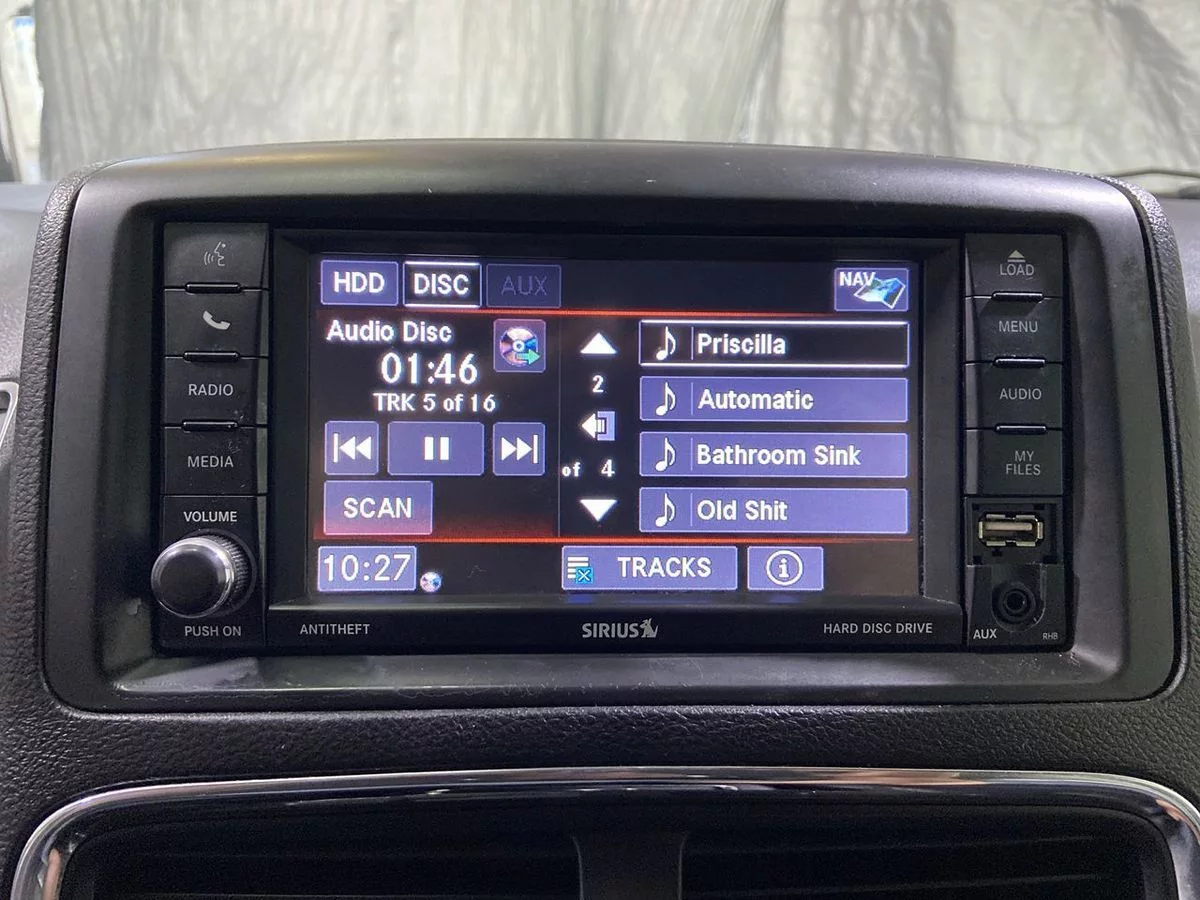 HDD DISC AUX NAV
LOAD
Audio Disc
Priscilla
MENU
01:46
2
TRK 5 of 16
Automatic
RADIO
AUDIO
Bathroom Sink
MEDIA
of 4
MY
FILES
SCAN
Old Shit
VOLUME
10:27
TRACKS
i
PUSH ON
ANTITHEFT
SIRIUS
HARD DISC DRIVE
AUX
RHB